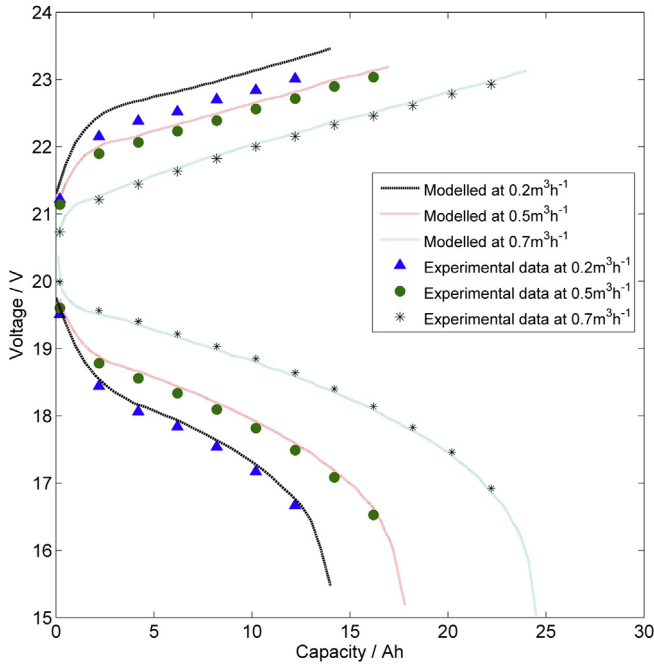 24
23
22
21
20
19
18
17
16
15
0
5
10
15
20
25
30
Voltage / V
Capacity / Ah
Modelled at 0.2m³h⁻¹
Modelled at 0.5m³h⁻¹
Modelled at 0.7m³h⁻¹
Experimental data at 0.2m³h⁻¹
Experimental data at 0.5m³h⁻¹
Experimental data at 0.7m³h⁻¹